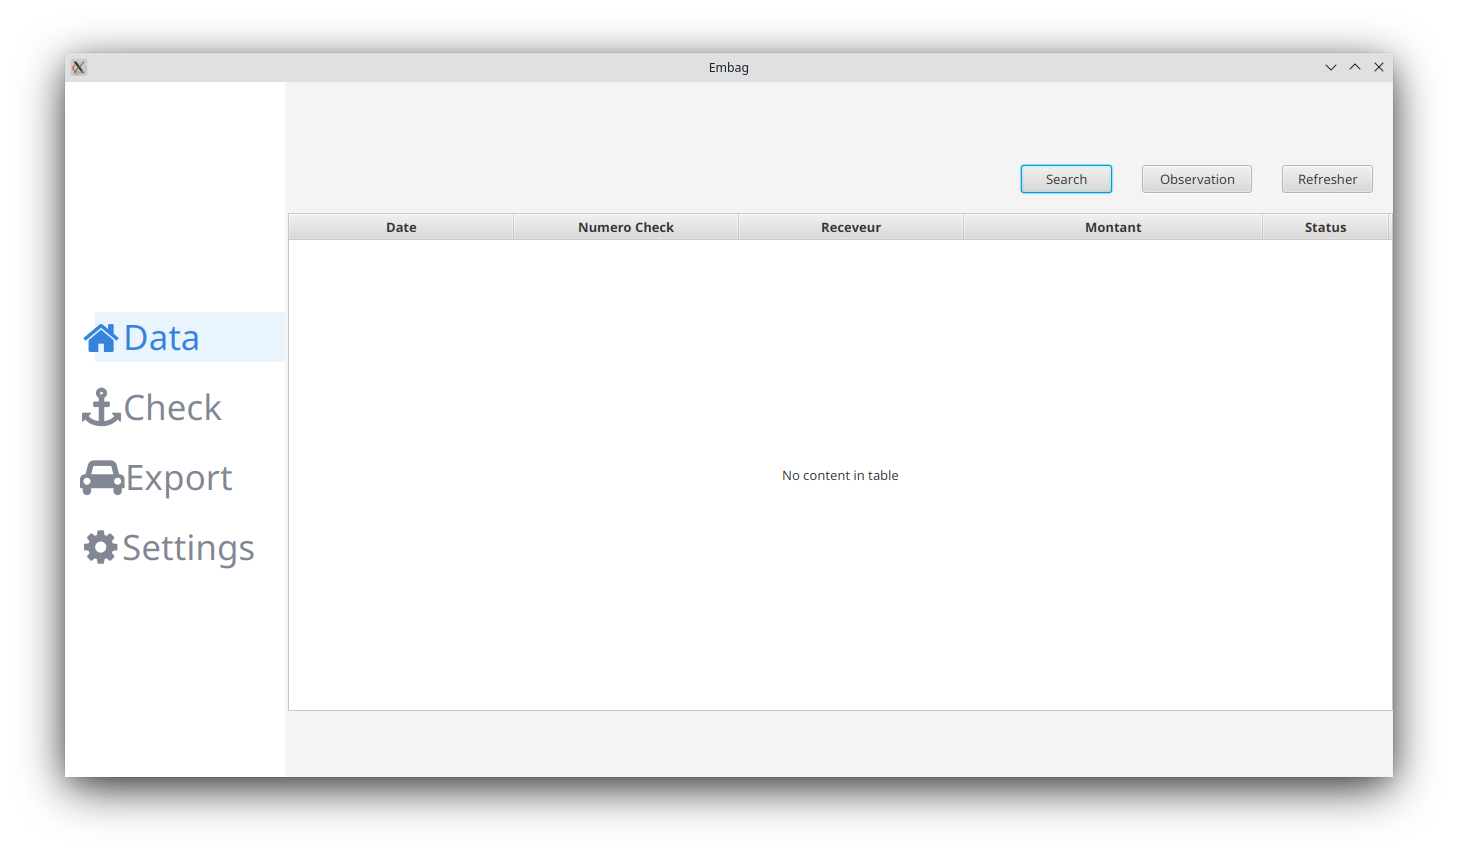 Embag
Search Observation Refresher
Date Numero Check Receveur Montant Status
Data
Check
Export
Settings
No content in table